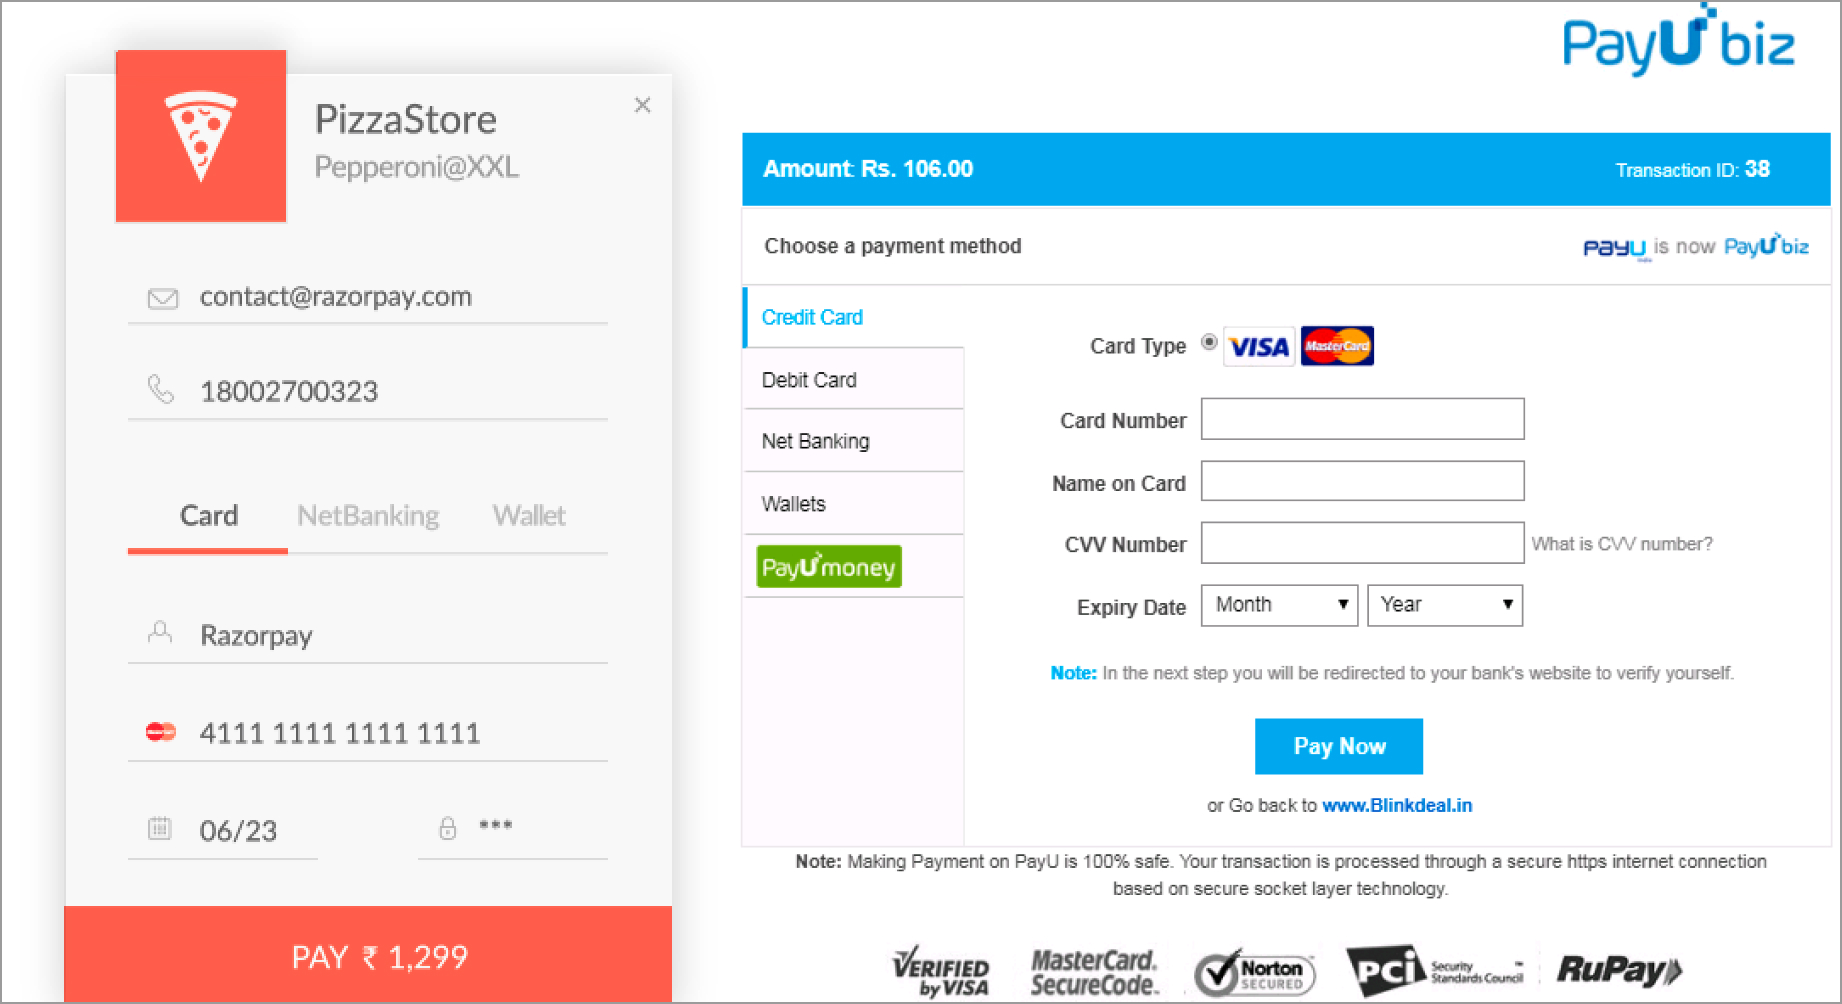 PizzaStore
Pepperoni@XXL
contact@razorpay.com
18002700323
Card NetBanking Wallet
Razorpay
4111 1111 1111 1111
06/23 ***
PAY ₹ 1,299
PayU biz
Amount: Rs. 106.00 Transaction ID: 38
Choose a payment method PayU india is now PayU biz
Credit Card
Debit Card
Net Banking
Wallets
PayU money
Card Type VISA MasterCard
Card Number
Name on Card
CVV Number What is CVV number?
Expiry Date Month Year
Note: In the next step you will be redirected to your bank's website to verify yourself.
Pay Now
or Go back to www.Blinkdeal.in
Note: Making Payment on PayU is 100% safe. Your transaction is processed through a secure https internet connection
based on secure socket layer technology.
VERIFIED by VISA
MasterCard. SecureCode.
Norton SECURED
PCI Security Standards Council ™
RuPay